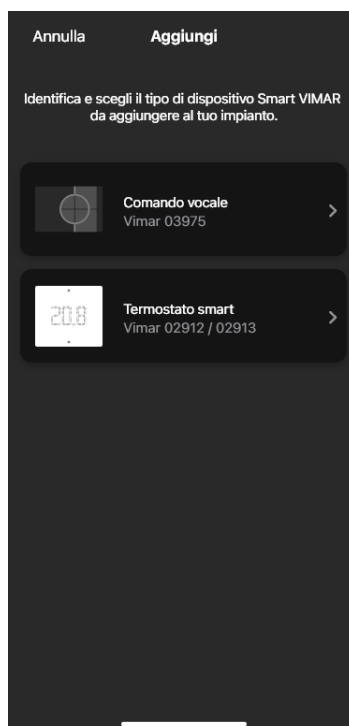 Annulla Aggiungi
Identifica e scegli il tipo di dispositivo Smart VIMAR
da aggiungere al tuo impianto.
Comando vocale
Vimar 03975
20,8
Termostato smart
Vimar 02912 / 02913